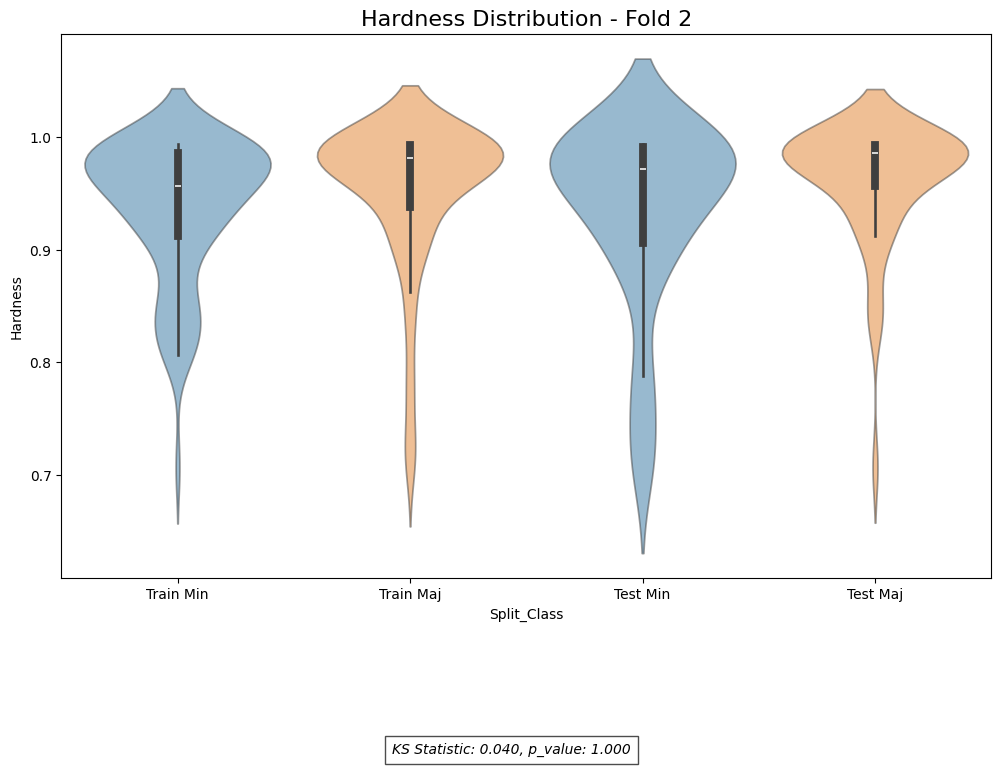 Hardness Distribution - Fold 2
Hardness
1.0
0.9
0.8
0.7
Train Min
Train Maj
Test Min
Test Maj
Split_Class
KS Statistic: 0.040, p_value: 1.000